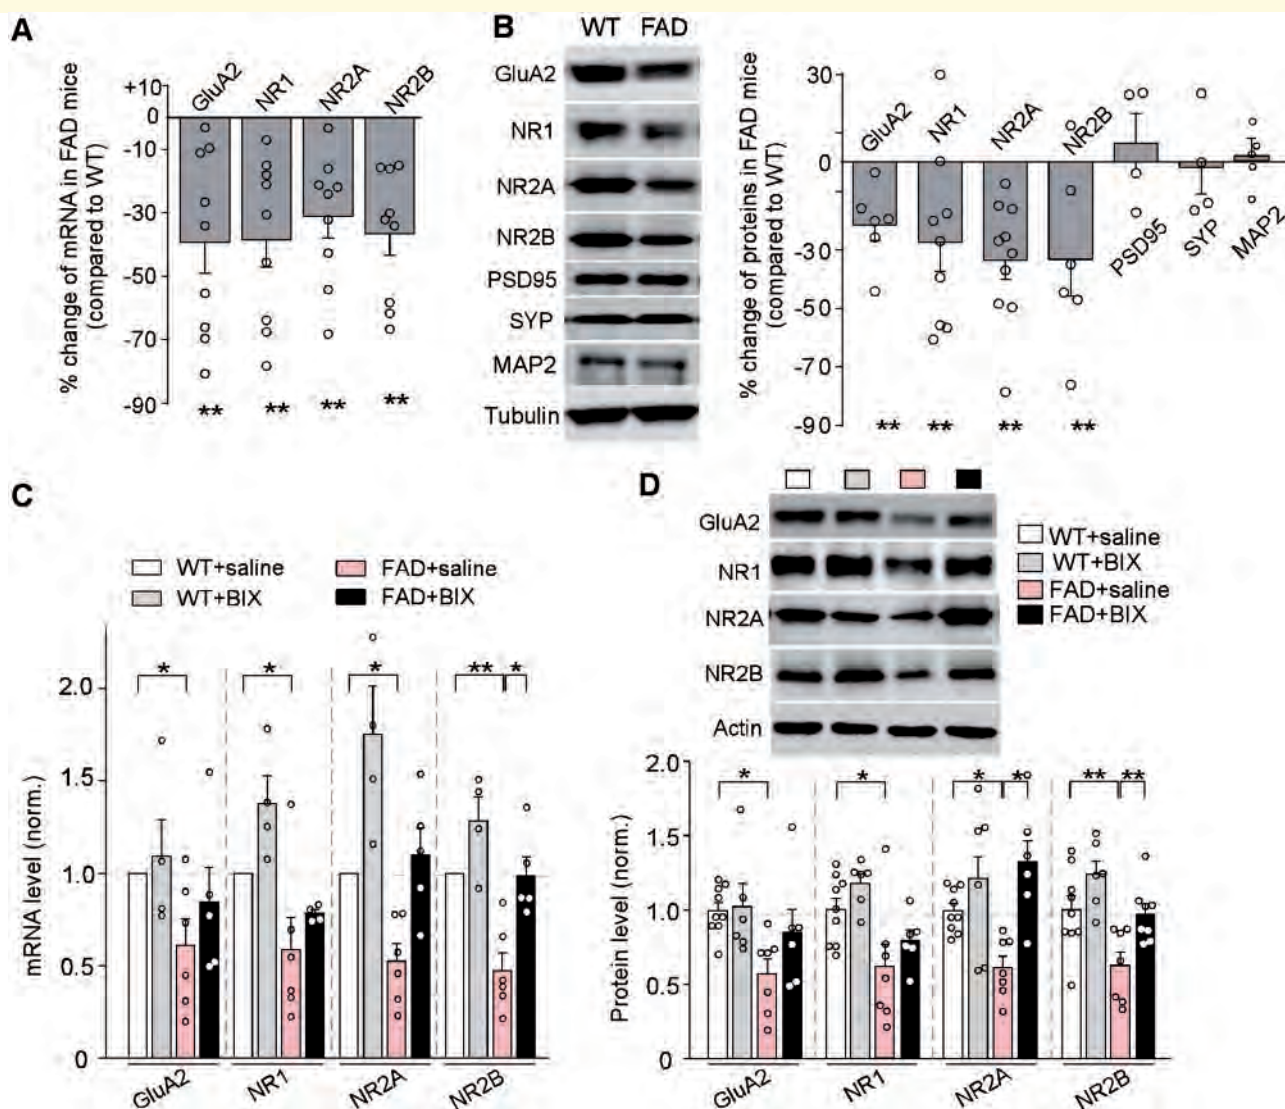 A
% change of mRNA in FAD mice
(compared to WT)
+10
0
-10
-30
-50
-70
-90
GluA2
NR1
NR2A
NR2B
** ** ** **
B
WT FAD
GluA2
NR1
NR2A
NR2B
PSD95
SYP
MAP2
Tubulin
% change of proteins in FAD mice
(compared to WT)
30
0
-30
-50
-70
-90
GluA2
NR1
NR2A
NR2B
PSD95
SYP
MAP2
** ** ** **
C
WT+saline
WT+BIX
FAD+saline
FAD+BIX
mRNA level (norm.)
2.0
1.5
1.0
0.5
0
* * * ** *
GluA2
NR1
NR2A
NR2B
D
GluA2
NR1
NR2A
NR2B
Actin
WT+saline
WT+BIX
FAD+saline
FAD+BIX
Protein level (norm.)
2.0
1.5
1.0
0.5
0
* * * * ** **
GluA2
NR1
NR2A
NR2B